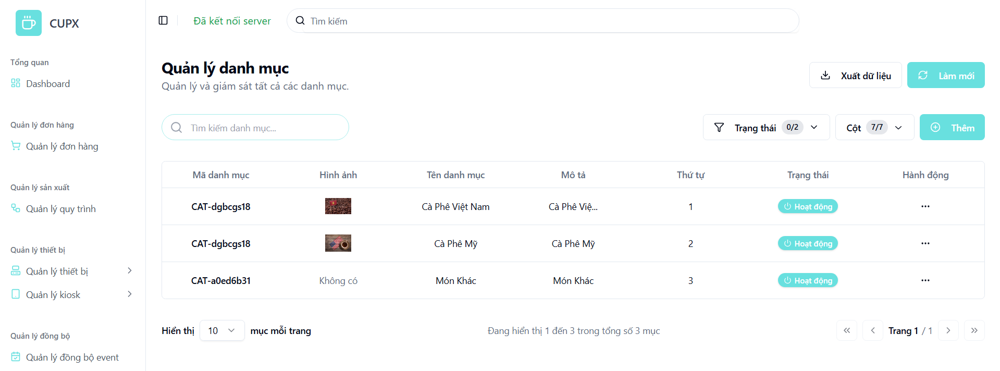 CUPX
Đã kết nối server
Tìm kiếm
Tổng quan
Dashboard
Quản lý đơn hàng
Quản lý đơn hàng
Quản lý sản xuất
Quản lý quy trình
Quản lý thiết bị
Quản lý thiết bị
Quản lý kiosk
Quản lý đồng bộ
Quản lý đồng bộ event
Quản lý danh mục
Quản lý và giám sát tất cả các danh mục.
Xuất dữ liệu
Làm mới
Tìm kiếm danh mục...
Trạng thái 0/2
Cột 7/7
Thêm
Mã danh mục Hình ảnh Tên danh mục Mô tả Thứ tự Trạng thái Hành động
CAT-dgbcgs18 Cà Phê Việt Nam Cà Phê Việ... 1 Hoạt động
CAT-dgbcgs18 Cà Phê Mỹ Cà Phê Mỹ 2 Hoạt động
CAT-a0ed6b31 Không có Món Khác Món Khác 3 Hoạt động
Hiển thị 10 mục mỗi trang
Đang hiển thị 1 đến 3 trong tổng số 3 mục
Trang 1 / 1